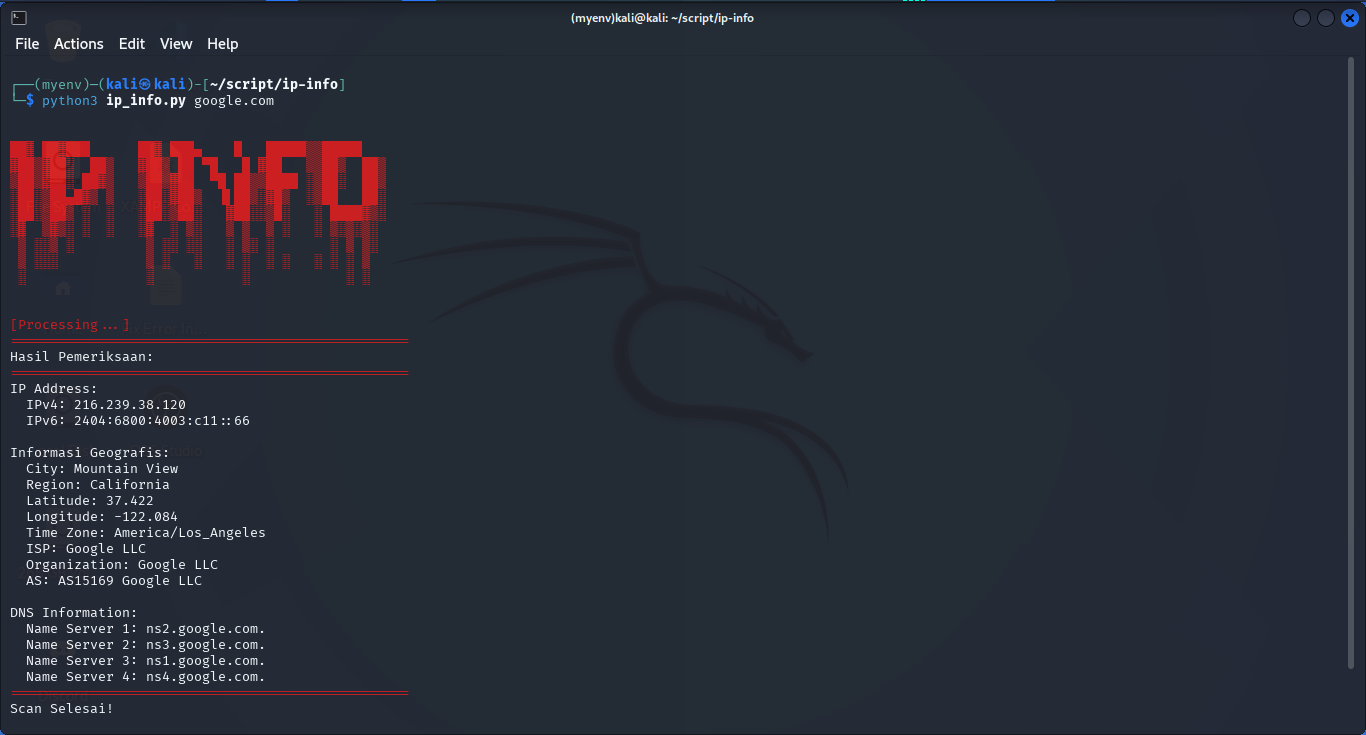 (myenv)kali@kali: ~/script/ip-info
File Actions Edit View Help
┌──(myenv)─(kali㉿kali)-[~/script/ip-info]
└─$ python3 ip_info.py google.com
IP INFO
[Processing...]
Hasil Pemeriksaan:
IP Address:
IPv4: 216.239.38.120
IPv6: 2404:6800:4003:c11::66
Informasi Geografis:
City: Mountain View
Region: California
Latitude: 37.422
Longitude: -122.084
Time Zone: America/Los_Angeles
ISP: Google LLC
Organization: Google LLC
AS: AS15169 Google LLC
DNS Information:
Name Server 1: ns2.google.com.
Name Server 2: ns3.google.com.
Name Server 3: ns1.google.com.
Name Server 4: ns4.google.com.
Scan Selesai!